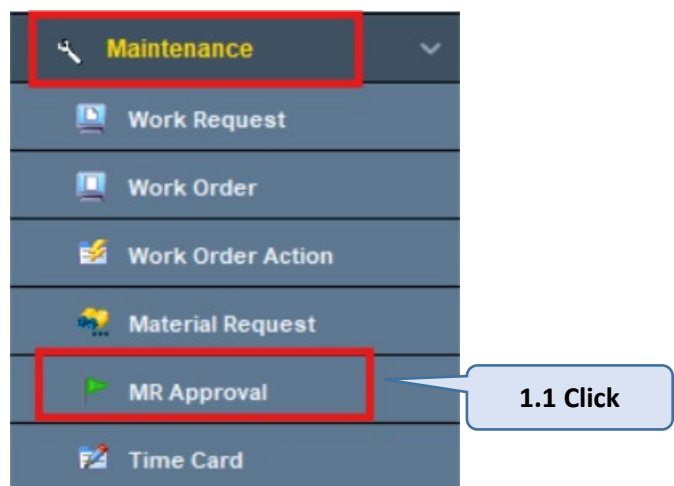 Maintenance
Work Request
Work Order
Work Order Action
Material Request
MR Approval
1.1 Click
Time Card